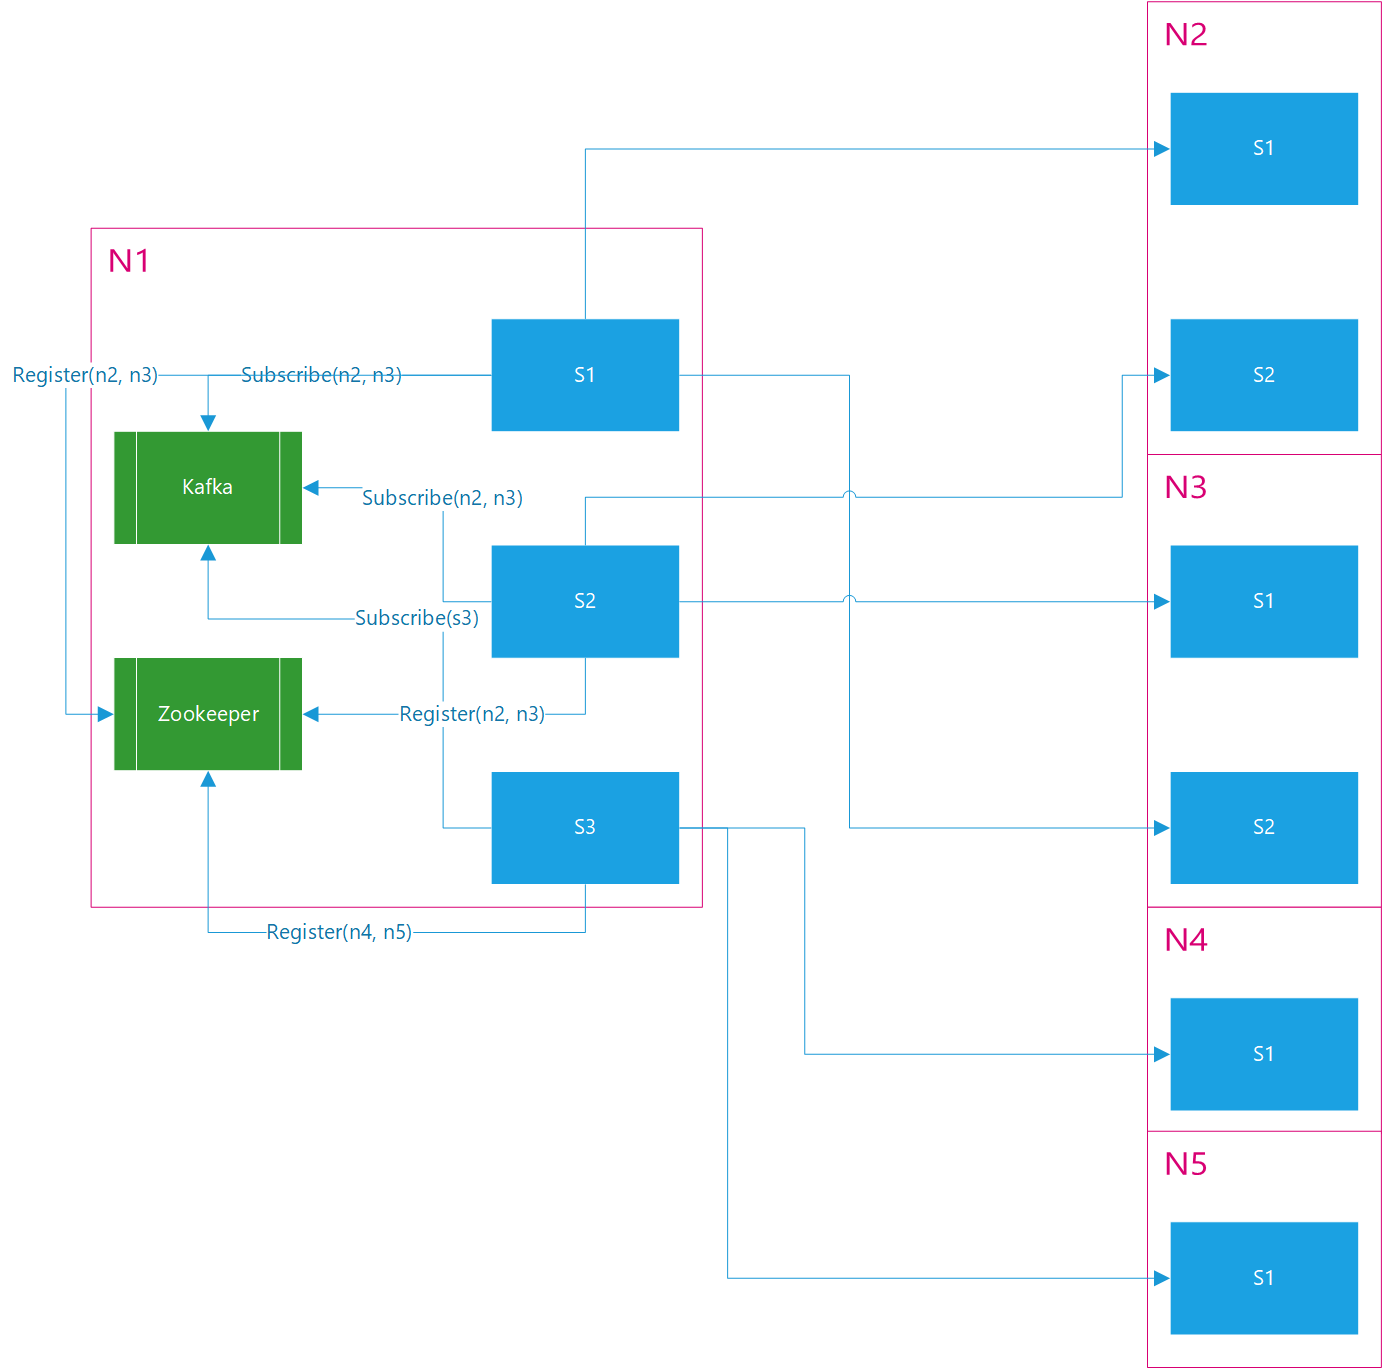 N2
S1
N1
Register(n2, n3)
Subscribe(n2, n3)
S1
S2
Kafka
Subscribe(n2, n3)
N3
S2
S1
Subscribe(s3)
Zookeeper
Register(n2, n3)
S3
S2
Register(n4, n5)
N4
S1
N5
S1